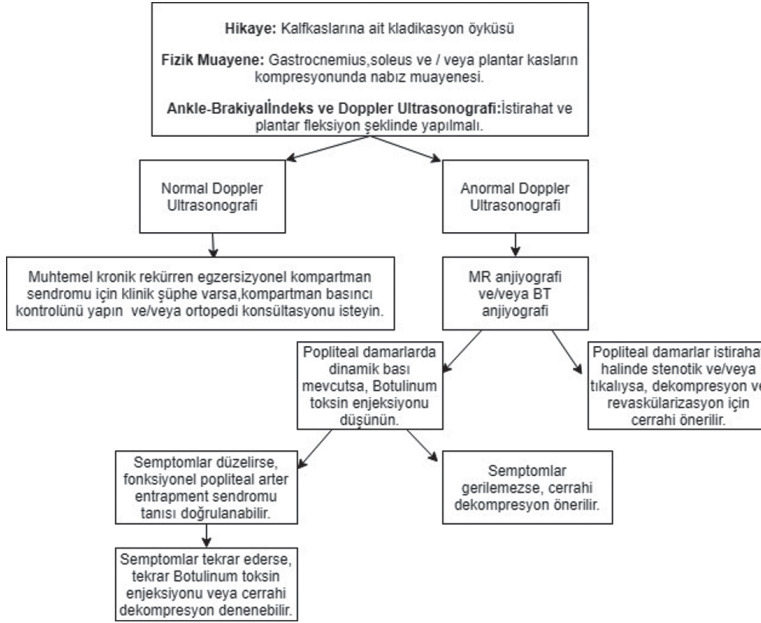 Hikaye: Kalfkaslarına ait kladikasyon öyküsü
Fizik Muayene: Gastrocnemius,soleus ve / veya plantar kasların
kompresyonunda nabız muayenesi.
Ankle-Brakiyalİndeks ve Doppler Ultrasonografi:İstirahat ve
plantar fleksiyon şeklinde yapılmalı.
Normal Doppler
Ultrasonografi
Anormal Doppler
Ultrasonografi
Muhtemel kronik rekürren egzersizyonel kompartman
sendromu için klinik şüphe varsa,kompartman basıncı
kontrolünü yapın ve/veya ortopedi konsültasyonu isteyin.
MR anjiyografi
ve/veya BT
anjiyografi
Popliteal damarlarda
dinamik bası
mevcutsa, Botulinum
toksin enjeksiyonu
düşünün.
Popliteal damarlar istirahat
halinde stenotik ve/veya
tıkalıysa, dekompresyon ve
revaskülarizasyon için
cerrahi önerilir.
Semptomlar düzelirse,
fonksiyonel popliteal arter
entrapment sendromu
tanısı doğrulanabilir.
Semptomlar
gerilemezse, cerrahi
dekompresyon önerilir.
Semptomlar tekrar ederse,
tekrar Botulinum toksin
enjeksiyonu veya cerrahi
dekompresyon denenebilir.